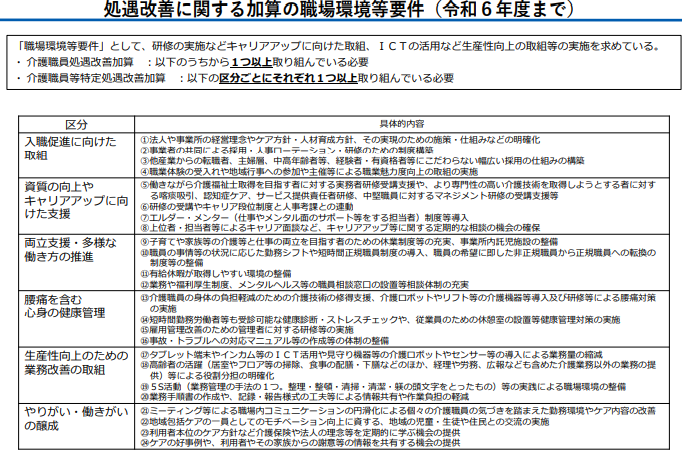 処遇改善に関する加算の職場環境等要件（令和６年度まで）
「職場環境等要件」として、研修の実施などキャリアアップに向けた取組、ＩＣＴの活用など生産性向上の取組等の実施を求めている。
・ 介護職員処遇改善加算　：以下のうちから１つ以上取り組んでいる必要
・ 介護職員等特定処遇改善加算　：以下の区分ごとにそれぞれ１つ以上取り組んでいる必要
区分　具体的内容
入職促進に向けた
取組
①法人や事業所の経営理念やケア方針・人材育成方針、その実現のための施策・仕組みなどの明確化
②事業者の共同による採用・人事ローテーション・研修のための制度構築
③他産業からの転職者、主婦層、中高年齢者等、経験者・有資格者等にこだわらない幅広い採用の仕組みの構築
④職業体験の受入れや地域行事への参加や主催等による職業魅力度向上の取組の実施
資質の向上や
キャリアアップに向
けた支援
⑤働きながら介護福祉士取得を目指す者に対する実務者研修受講支援や、より専門性の高い介護技術を取得しようとする者に対す
る喀痰吸引、認知症ケア、サービス提供責任者研修、中堅職員に対するマネジメント研修の受講支援等
⑥研修の受講やキャリア段位制度と人事考課との連動
⑦エルダー・メンター（仕事やメンタル面のサポート等をする担当者）制度等導入
⑧上位者・担当者等によるキャリア面談など、キャリアアップ等に関する定期的な相談の機会の確保
両立支援・多様な
働き方の推進
⑨子育てや家族等の介護等と仕事の両立を目指す者のための休業制度等の充実、事業所内託児施設の整備
⑩職員の事情等の状況に応じた勤務シフトや短時間正規職員制度の導入、職員の希望に即した非正規職員から正規職員への転換の
制度等の整備
⑪有給休暇が取得しやすい環境の整備
⑫業務や福利厚生制度、メンタルヘルス等の職員相談窓口の設置等相談体制の充実
腰痛を含む
心身の健康管理
⑬介護職員の身体の負担軽減のための介護技術の修得支援、介護ロボットやリフト等の介護機器等導入及び研修等による腰痛対策
の実施
⑭短時間勤務労働者等も受診可能な健康診断・ストレスチェックや、従業員のための休憩室の設置等健康管理対策の実施
⑮雇用管理改善のための管理者に対する研修等の実施
⑯事故・トラブルへの対応マニュアル等の作成等の体制の整備
生産性向上のための
業務改善の取組
⑰タブレット端末やインカム等のＩＣＴ活用や見守り機器等の介護ロボットやセンサー等の導入による業務量の縮減
⑱高齢者の活躍（居室やフロア等の掃除、食事の配膳・下膳などのほか、経理や労務、広報なども含めた介護業務以外の業務の提
供）等による役割分担の明確化
⑲５S活動（業務管理の手法の１つ。整理・整頓・清掃・清潔・躾の頭文字をとったもの）等の実践による職場環境の整備
⑳業務手順書の作成や、記録・報告様式の工夫等による情報共有や作業負担の軽減
やりがい・働きがい
の醸成
㉑ミーティング等による職場内コミュニケーションの円滑化による個々の介護職員の気づきを踏まえた勤務環境やケア内容の改善
㉒地域包括ケアの一員としてのモチベーション向上に資する、地域の児童・生徒や住民との交流の実施
㉓利用者本位のケア方針など介護保険や法人の理念等を定期的に学ぶ機会の提供
㉔ケアの好事例や、利用者やその家族からの謝意等の情報を共有する機会の提供